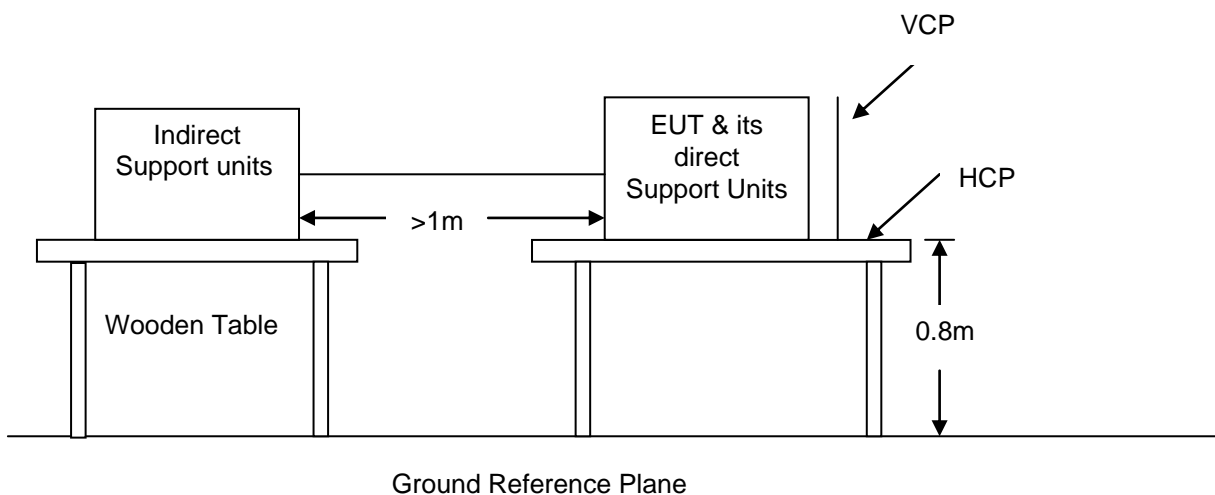 VCP
Indirect
Support units
EUT & its
direct
Support Units
HCP
>1m
Wooden Table
0.8m
Ground Reference Plane